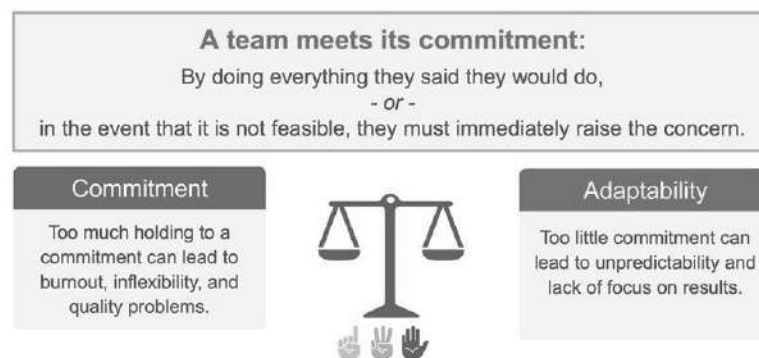 A team meets its commitment:
By doing everything they said they would do,
- or -
in the event that it is not feasible, they must immediately raise the concern.
Commitment
Too much holding to a
commitment can lead to
burnout, inflexibility, and
quality problems.
Adaptability
Too little commitment can
lead to unpredictability and
lack of focus on results.